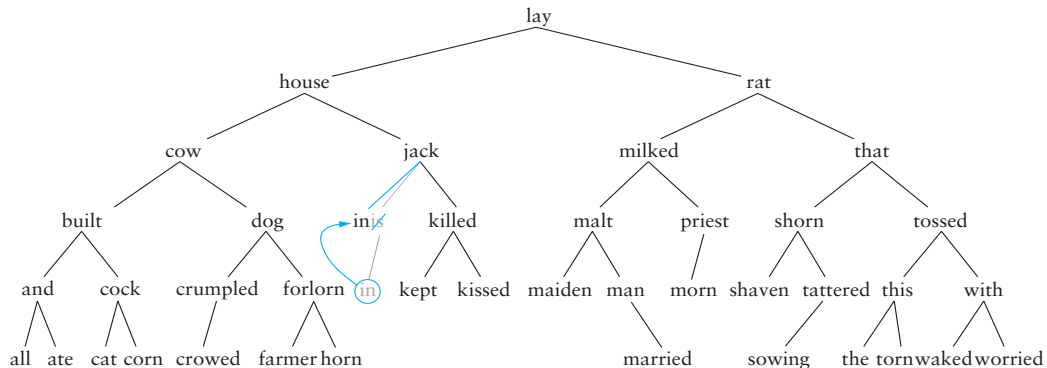 lay
house rat
cow jack milked that
built dog in is killed malt priest shorn tossed
and cock crumpled forlorn in kept kissed maiden man morn shaven tattered this with
all ate cat corn crowed farmer horn married sowing the torn waked worried